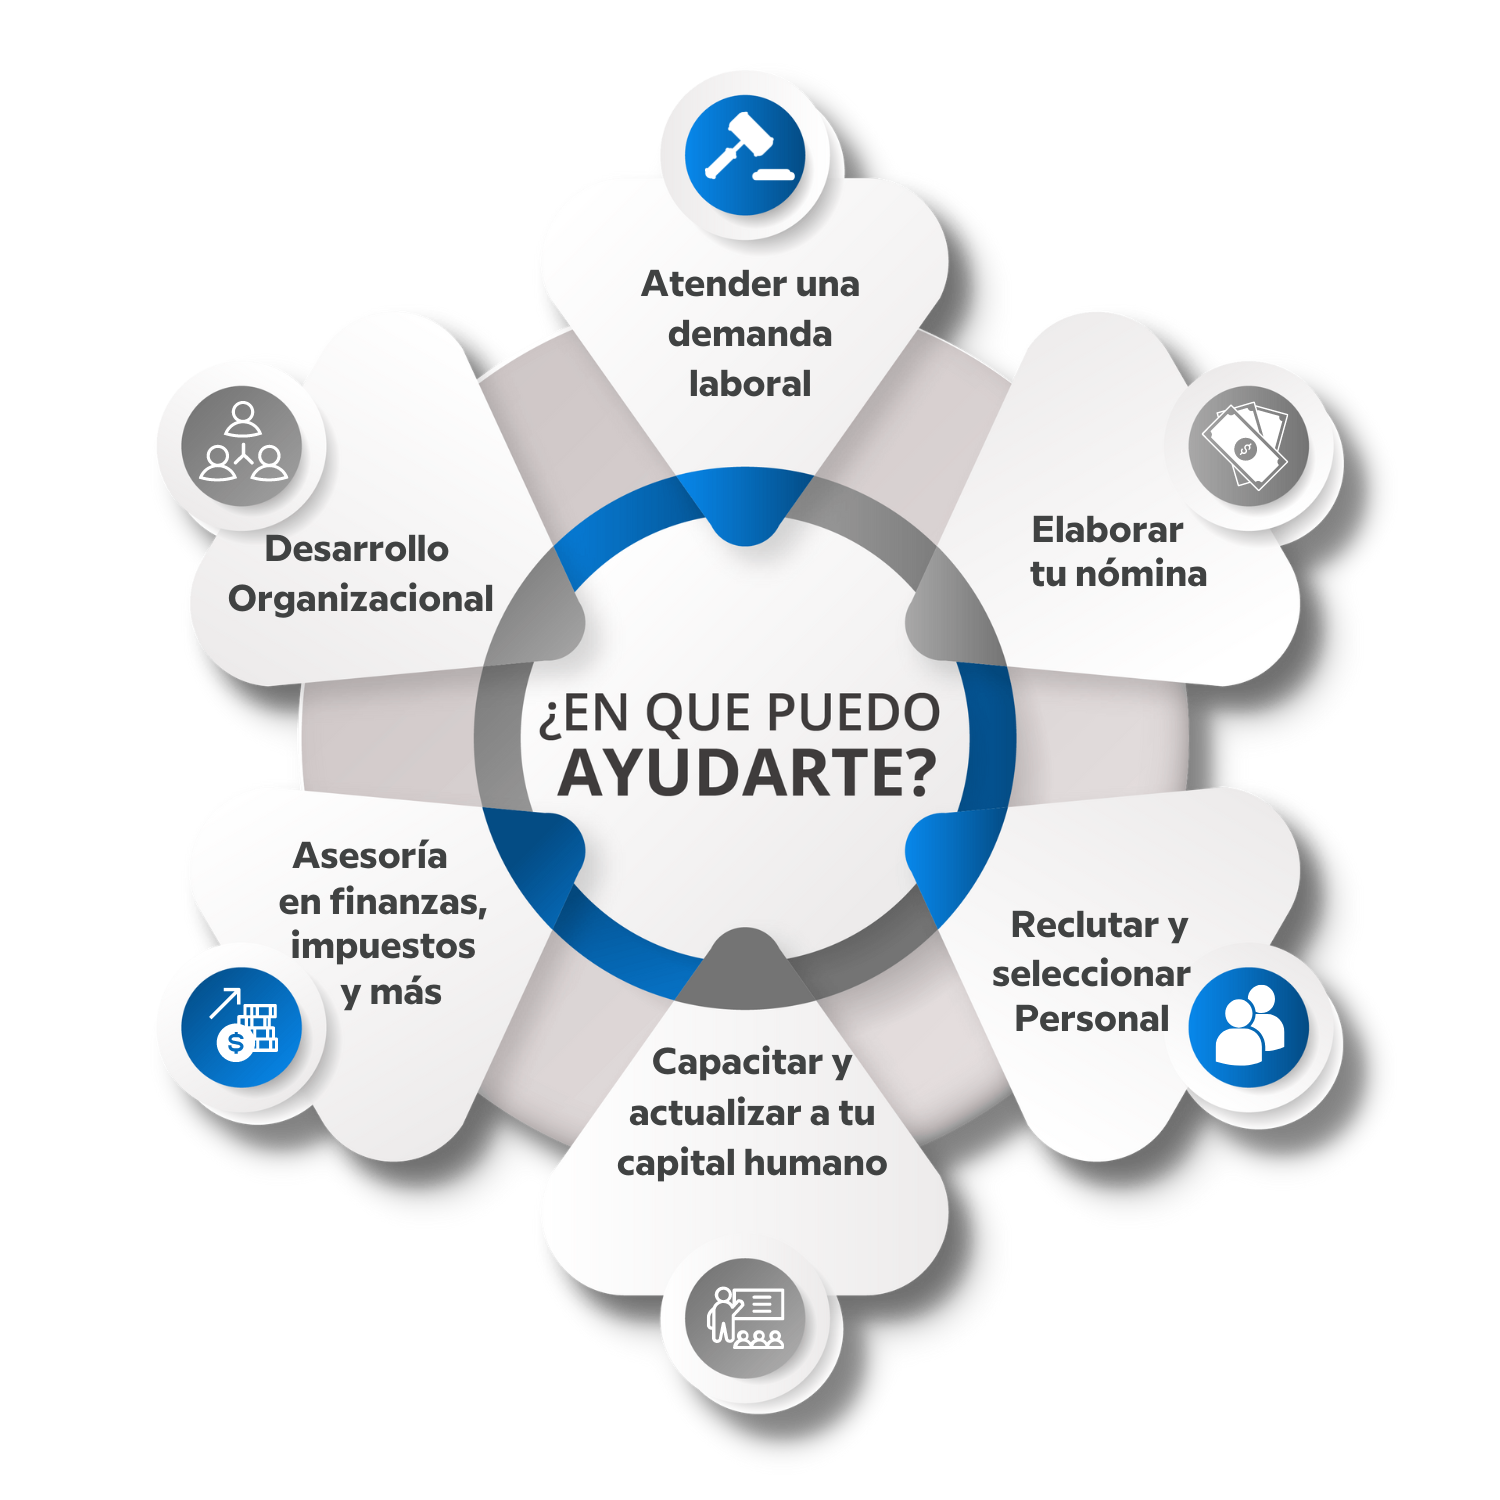 Atender una
demanda
laboral
Elaborar
tu nómina
Desarrollo
Organizacional
¿EN QUE PUEDO
AYUDARTE?
Asesoría
en finanzas,
impuestos
y más
Reclutar y
seleccionar
Personal
Capacitar y
actualizar a tu
capital humano
$
$